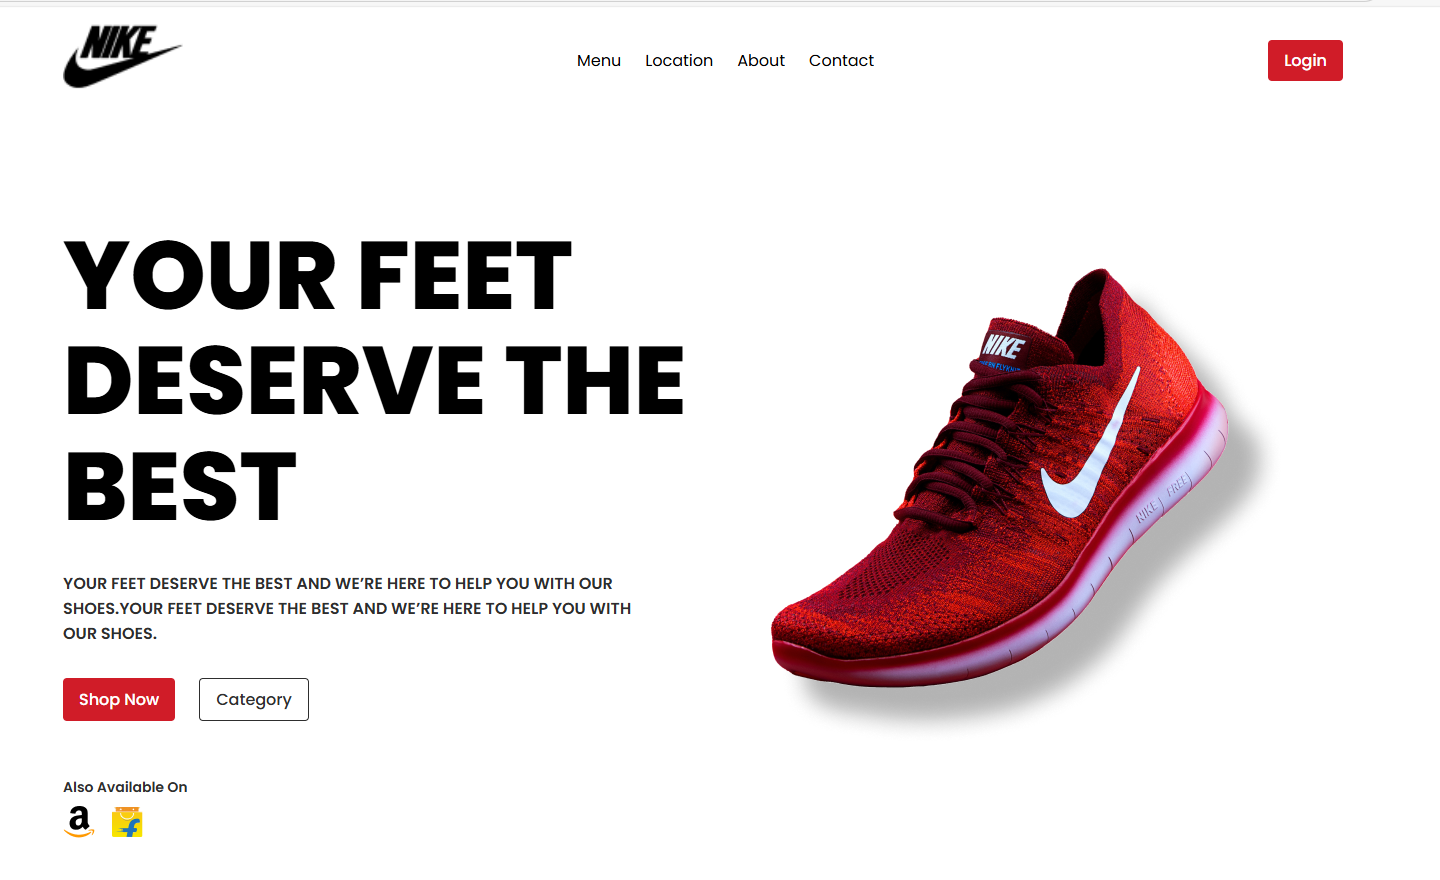 NIKE
Menu Location About Contact
Login
YOUR FEET
DESERVE THE
BEST
NIKE
NIKE FREE
YOUR FEET DESERVE THE BEST AND WE’RE HERE TO HELP YOU WITH OUR
SHOES.YOUR FEET DESERVE THE BEST AND WE’RE HERE TO HELP YOU WITH
OUR SHOES.
Shop Now Category
Also Available On
a f